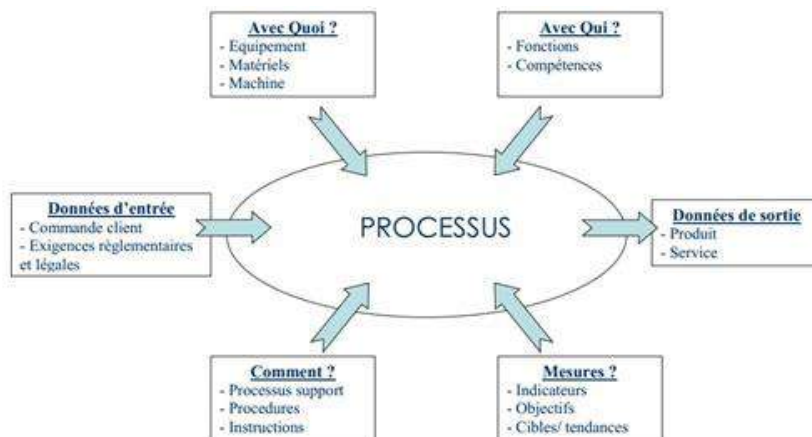 Avec Quoi ?
- Equipement
- Matériels
- Machine
Avec Qui ?
- Fonctions
- Compétences
Données d'entrée
- Commande client
- Exigences règlementaires
et légales
PROCESSUS
Données de sortie
- Produit
- Service
Comment ?
- Processus support
- Procedures
- Instructions
Mesures ?
- Indicateurs
- Objectifs
- Cibles/ tendances